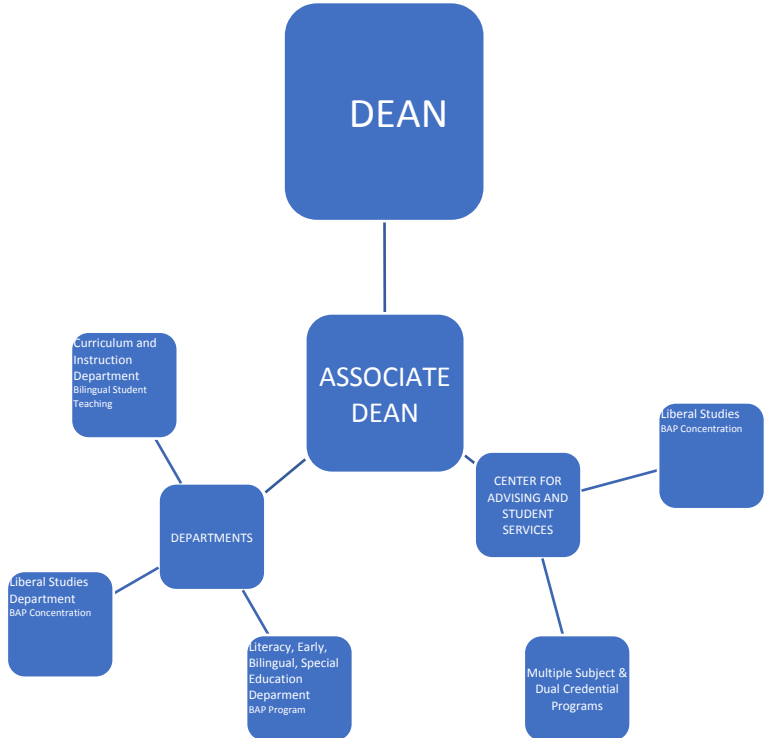 DEAN
ASSOCIATE
DEAN
Curriculum and
Instruction
Department
Bilingual Student
Teaching
Liberal Studies
BAP Concentration
CENTER FOR
ADVISING AND
STUDENT
SERVICES
DEPARTMENTS
Liberal Studies
Department
BAP Concentration
Literacy, Early,
Bilingual, Special
Education
Deparment
BAP Program
Multiple Subject &
Dual Credential
Programs